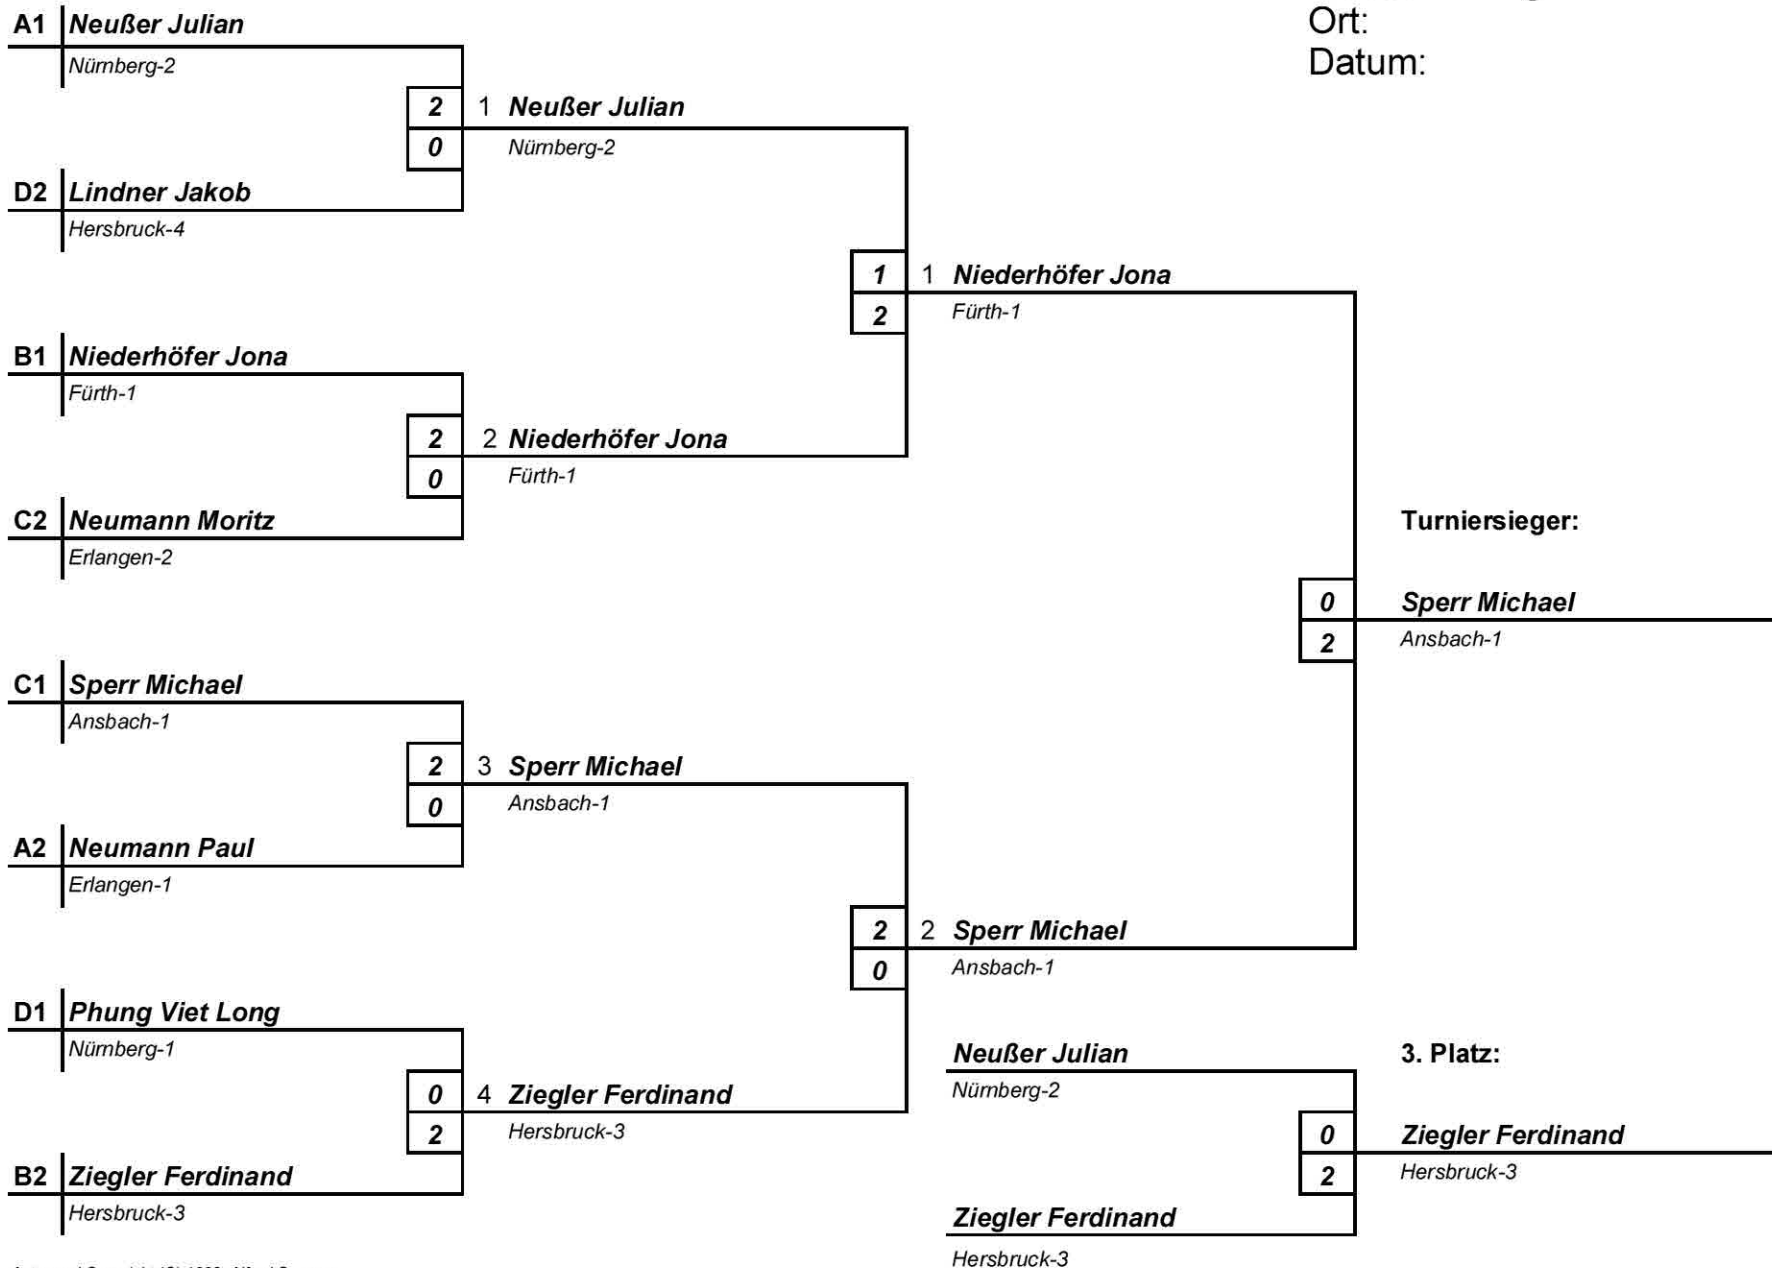 Ort:
Datum:
A1 Neußer Julian
Nürnberg-2
2 1 Neußer Julian
0 Nürnberg-2
D2 Lindner Jakob
Hersbruck-4
1 1 Niederhöfer Jona
2 Fürth-1
B1 Niederhöfer Jona
Fürth-1
2 2 Niederhöfer Jona
0 Fürth-1
C2 Neumann Moritz
Erlangen-2
Turniersieger:
0 Sperr Michael
2 Ansbach-1
C1 Sperr Michael
Ansbach-1
2 3 Sperr Michael
0 Ansbach-1
A2 Neumann Paul
Erlangen-1
2 2 Sperr Michael
0 Ansbach-1
D1 Phung Viet Long
Nürnberg-1
Neußer Julian 3. Platz:
Nürnberg-2
0 4 Ziegler Ferdinand
2 Hersbruck-3
0 Ziegler Ferdinand
2 Hersbruck-3
B2 Ziegler Ferdinand
Hersbruck-3
Ziegler Ferdinand
Hersbruck-3